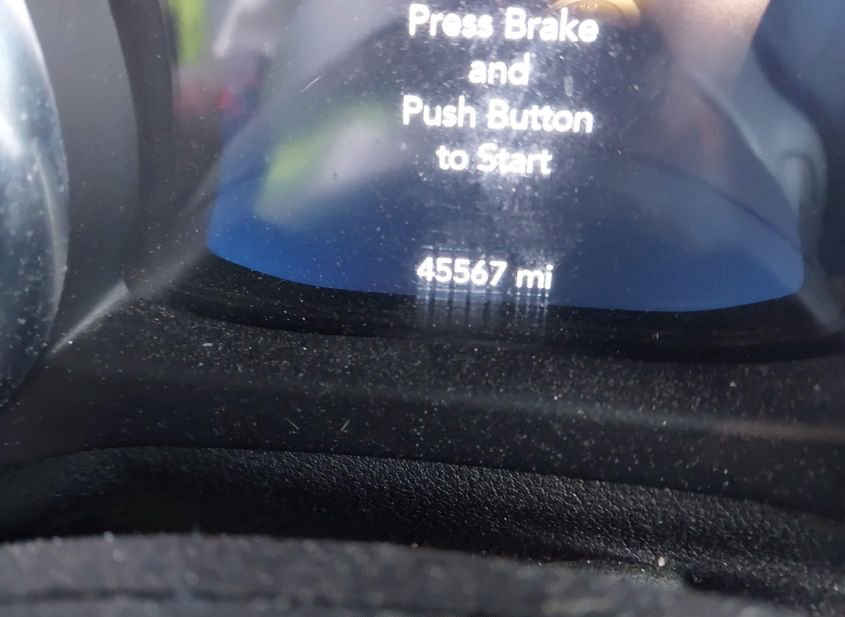 Press Brake
and
Push Button
to Start
45567 mi